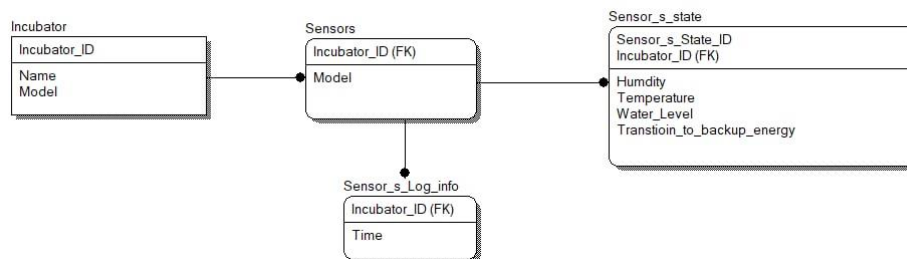 Incubator
Incubator_ID
Name
Model
Sensors
Incubator_ID (FK)
Model
Sensor_s_state
Sensor_s_State_ID
Incubator_ID (FK)
Humdity
Temperature
Water_Level
Transtioin_to_backup_energy
Sensor_s_Log_info
Incubator_ID (FK)
Time